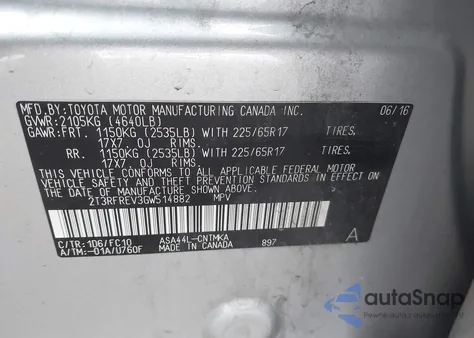 MFD. BY: TOYOTA MOTOR MANUFACTURING CANADA INC. 06/16
GVWR: 2105KG (4640LB)
GAWR: FRT. 1150KG (2535LB) WITH 225/65R17 TIRES.
17X7. OJ RIMS,
RR. 1150KG (2535LB) WITH 225/65R17 TIRES.
17X7. OJ RIMS,
THIS VEHICLE CONFORMS TO ALL APPLICABLE FEDERAL MOTOR
VEHICLE SAFETY AND THEFT PREVENTION STANDARDS IN EFFECT ON
THE DATE OF MANUFACTURE SHOWN ABOVE.
2T3RFREV3GW514882 MPV
C/TR: 1D6/FC10 ASA44L-CNTMKA A
A/TM: -01A/U760F MADE IN CANADA 897
autoSnap